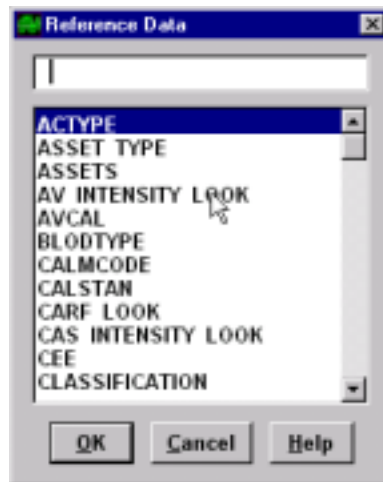 Reference Data
ACTYPE
ASSET TYPE
ASSETS
AV INTENSITY LOOK
AVCAL
BLODTYPE
CALMCODE
CALSTAN
CARF LOOK
CAS INTENSITY LOOK
CEE
CLASSIFICATION
OK Cancel Help